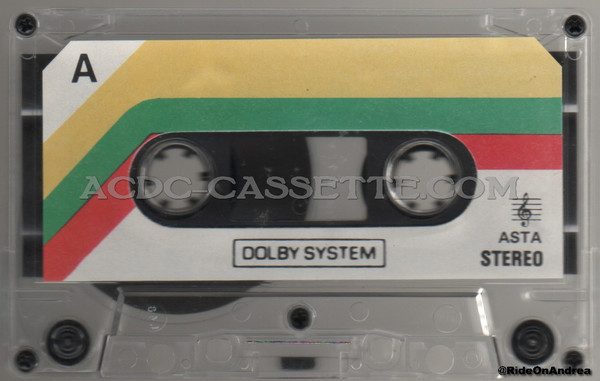 A
ACDC-CASSETTE.COM
DOLBY SYSTEM
ASTA
STEREO
@RideOnAndrea